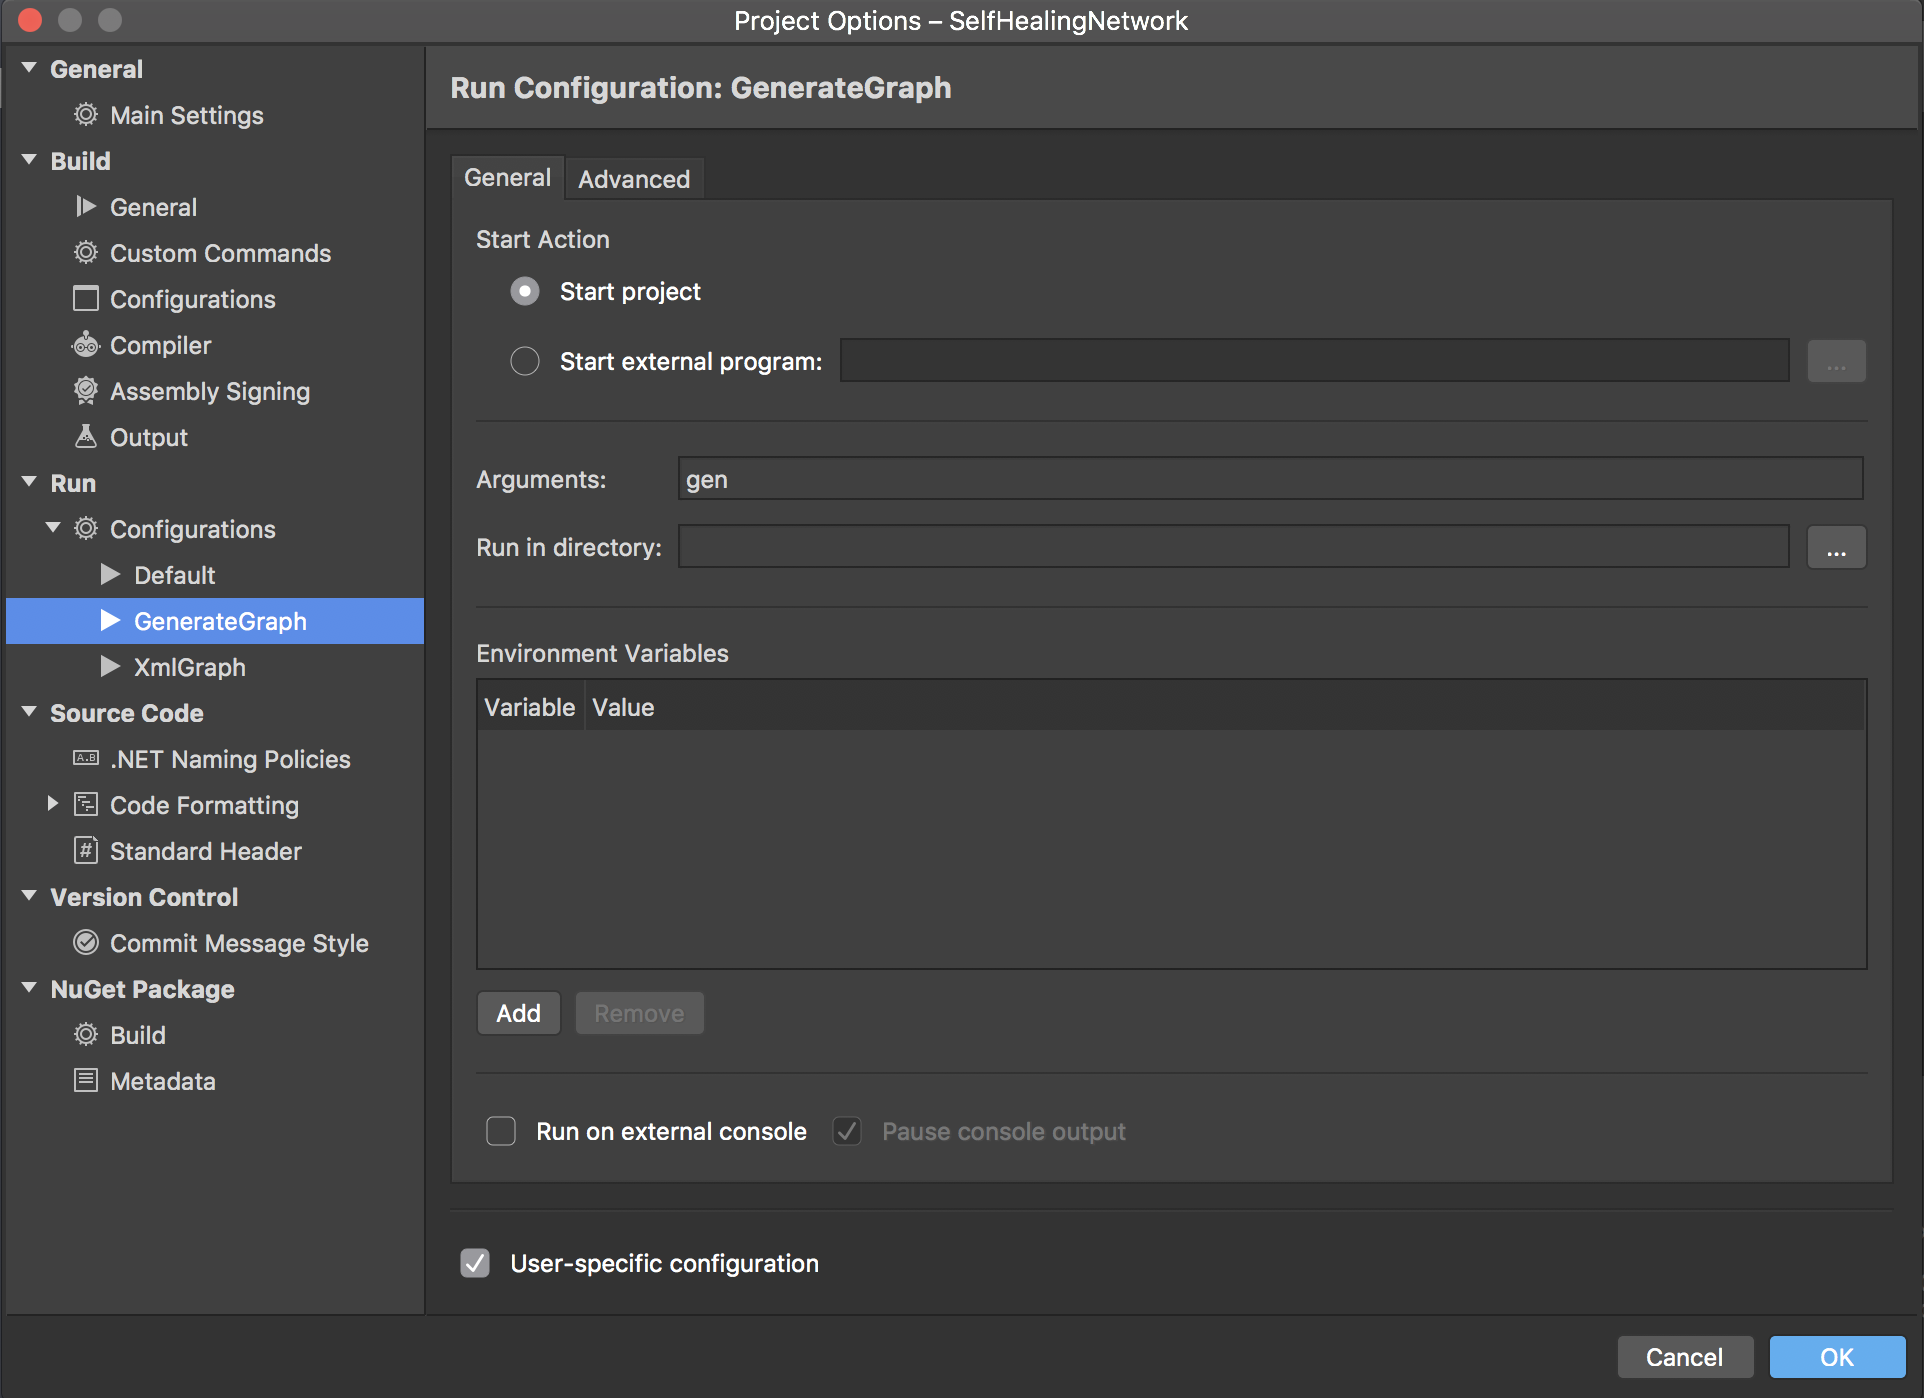 Project Options – SelfHealingNetwork
General
Main Settings
Build
General
Custom Commands
Configurations
Compiler
Assembly Signing
Output
Run
Configurations
Default
GenerateGraph
XmlGraph
Source Code
A.B .NET Naming Policies
Code Formatting
# Standard Header
Version Control
Commit Message Style
NuGet Package
Build
Metadata
Run Configuration: GenerateGraph
General Advanced
Start Action
Start project
Start external program: ...
Arguments: gen
Run in directory: ...
Environment Variables
Variable Value
Add Remove
Run on external console Pause console output
User-specific configuration
Cancel OK